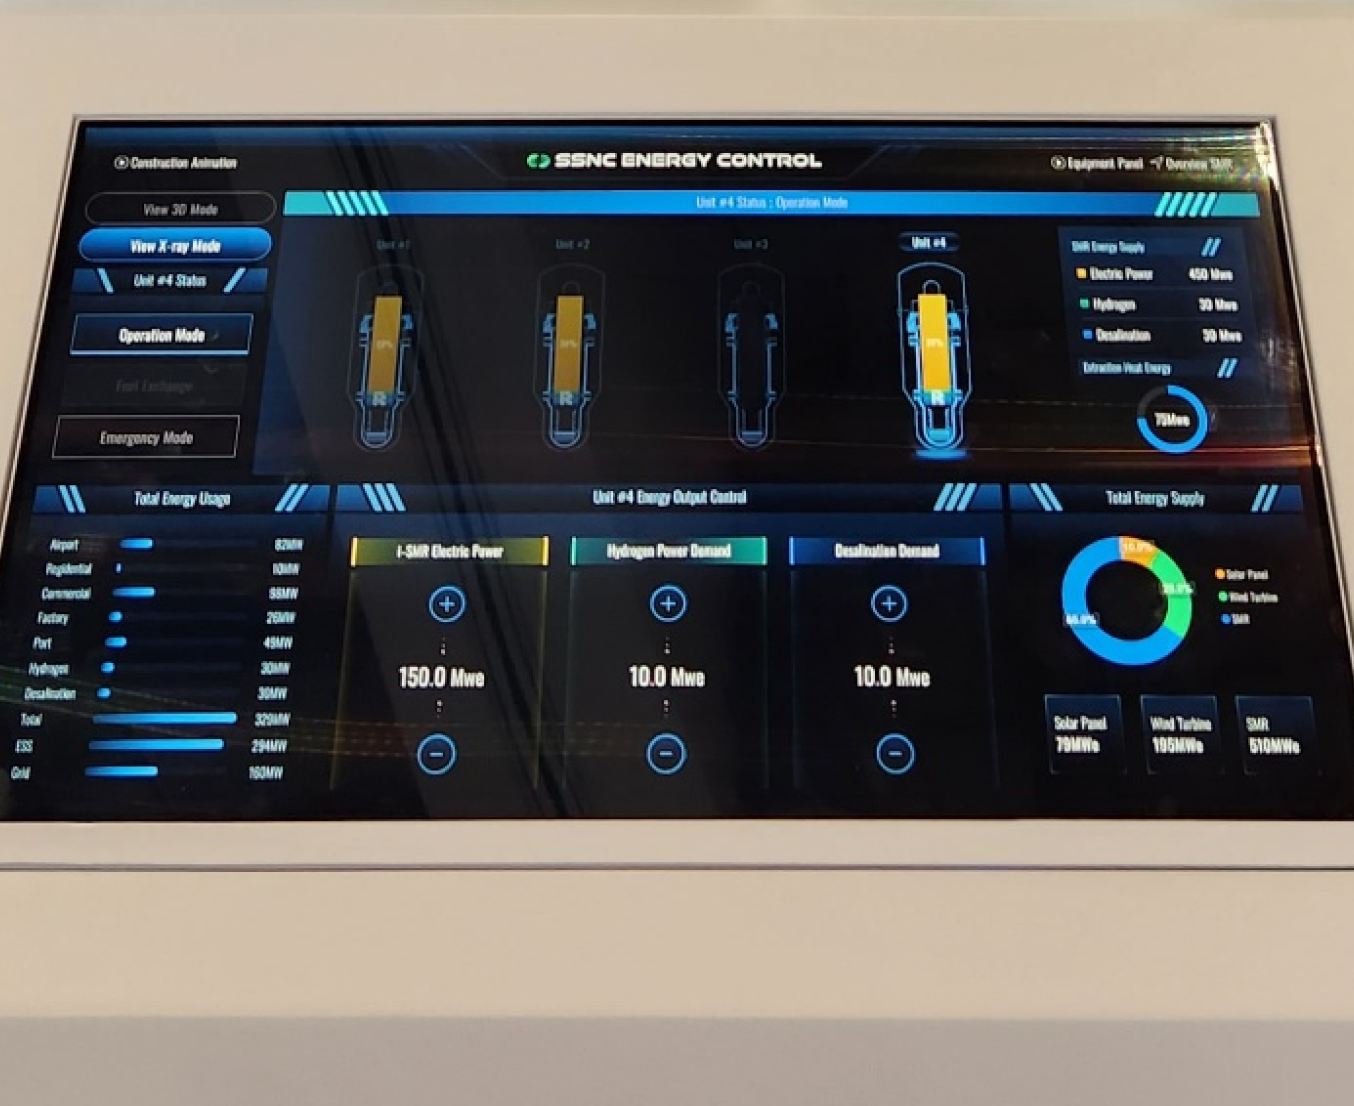 Construction Animation
SSNC ENERGY CONTROL
Equipment Panel
Overview SMR
View 3D Mode
View X-ray Mode
Unit #4 Status
Operation Mode
Emergency Mode
Unit #4 Status : Operation Mode
Unit #1
Unit #2
Unit #3
Unit #4
R
R
R
SMR Energy Supply
Electric Power 450 Mwe
Hydrogen 30 Mwe
Desalination 30 Mwe
Extraction Heat Energy
75Mwe
Total Energy Usage
Airport 82MW
Residential 10MW
Commercial 98MW
Factory 26MW
Port 49MW
Hydrogen 30MW
Desalination 30MW
Total 329MW
ESS 294MW
Grid 160MW
Unit #4 Energy Output Control
i-SMR Electric Power
150.0 Mwe
Hydrogen Power Demand
10.0 Mwe
Desalination Demand
10.0 Mwe
Total Energy Supply
10.0%
Solar Panel
Wind Turbine
SMR
Solar Panel
79MWe
Wind Turbine
195MWe
SMR
510MWe